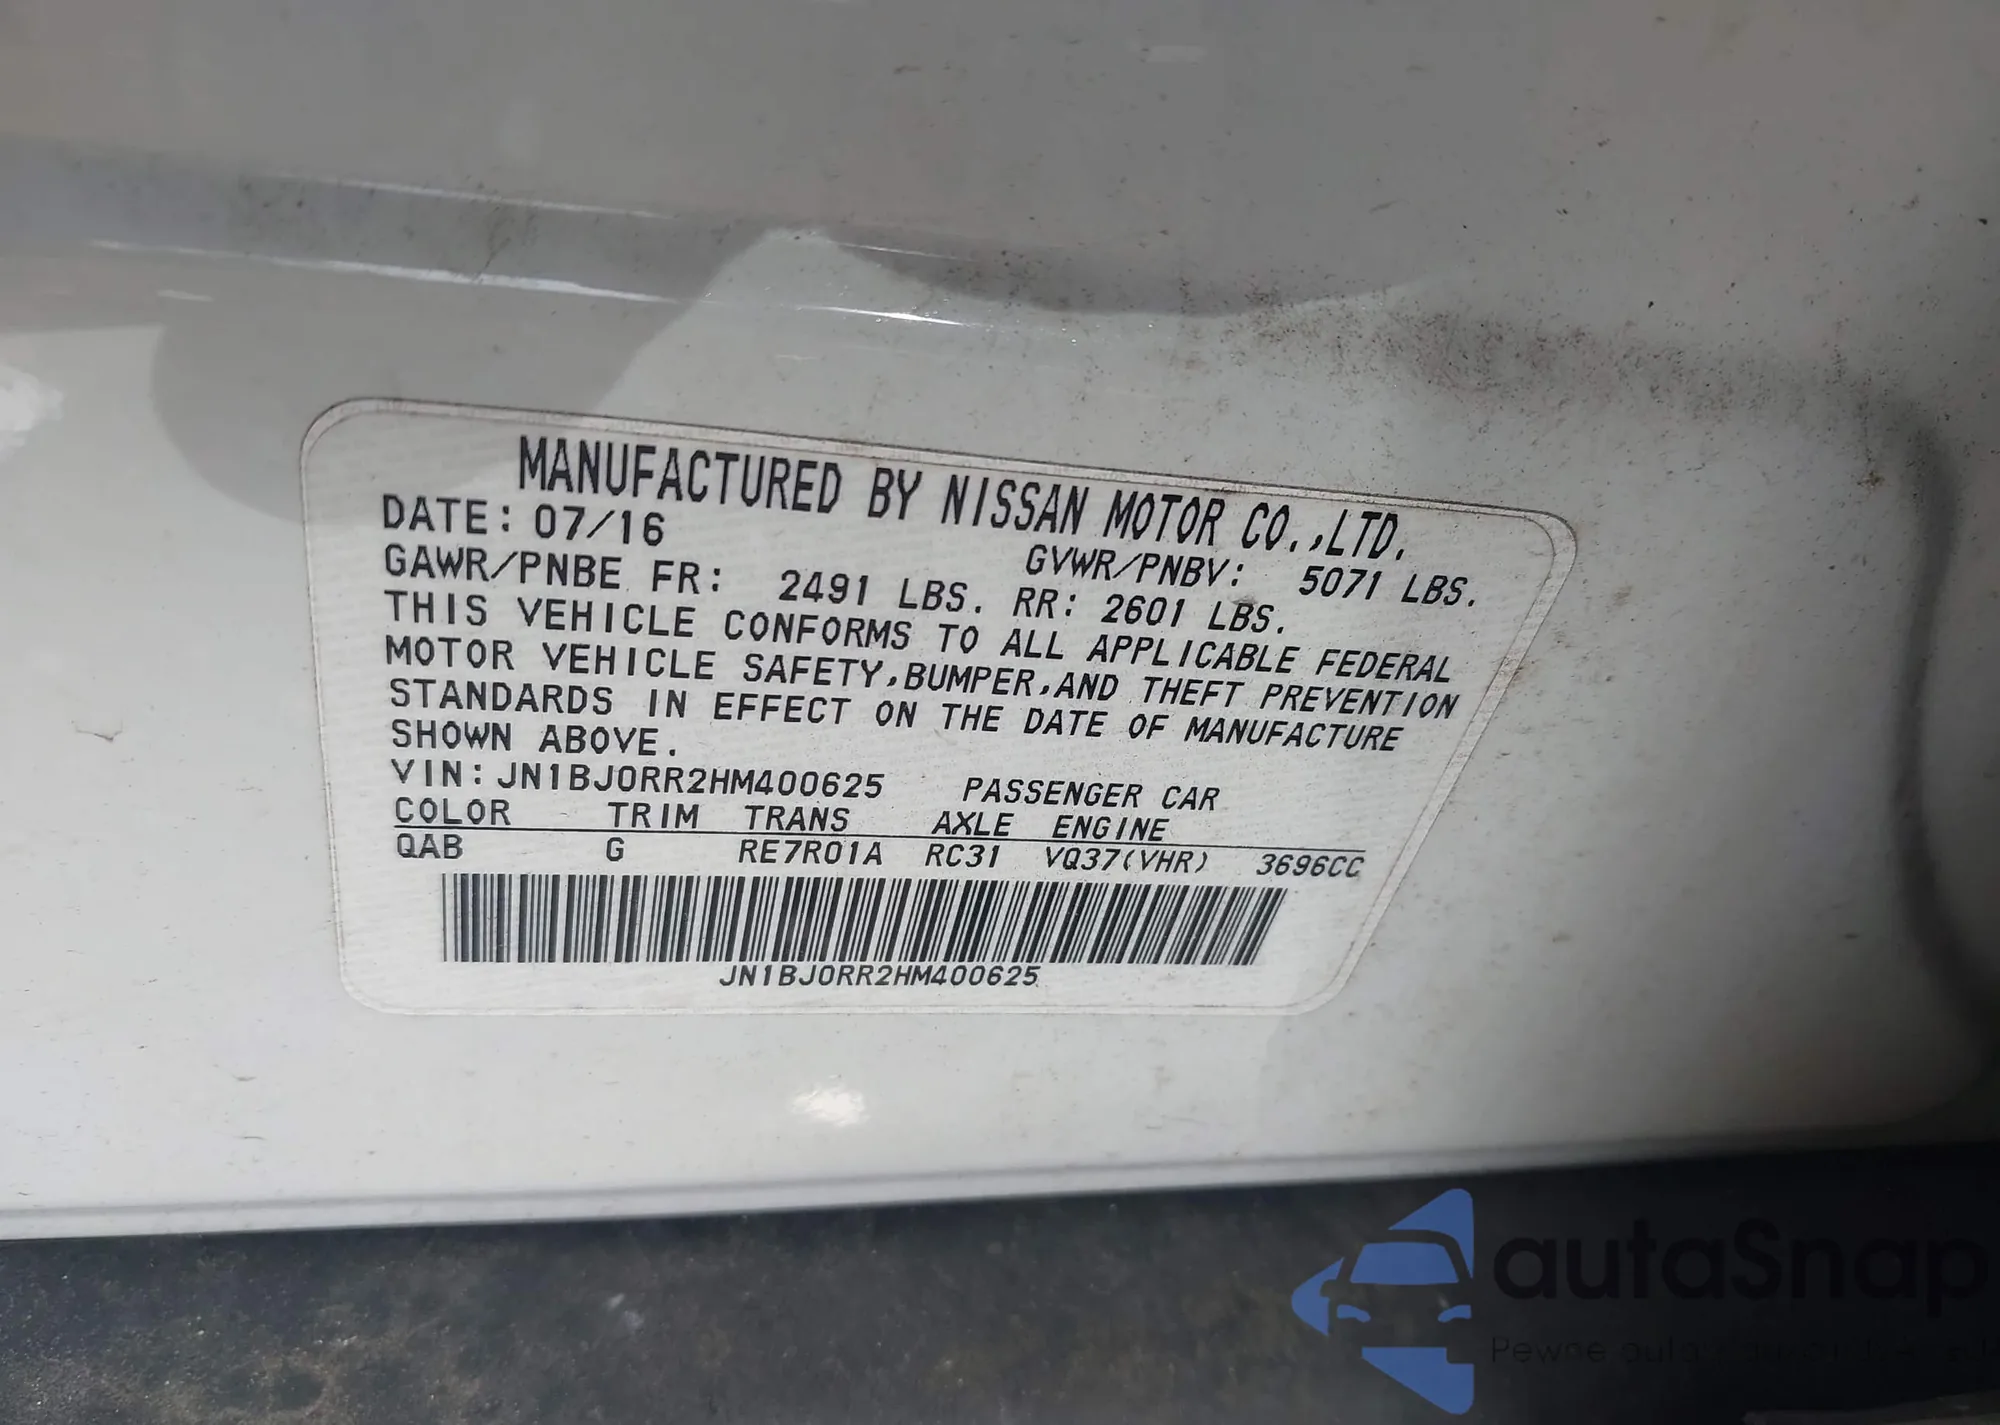 MANUFACTURED BY NISSAN MOTOR CO.,LTD.
DATE: 07/16 GVWR/PNBV: 5071 LBS.
GAWR/PNBE FR: 2491 LBS. RR: 2601 LBS.
THIS VEHICLE CONFORMS TO ALL APPLICABLE FEDERAL
MOTOR VEHICLE SAFETY,BUMPER,AND THEFT PREVENTION
STANDARDS IN EFFECT ON THE DATE OF MANUFACTURE
SHOWN ABOVE.
VIN: JN1BJ0RR2HM400625 PASSENGER CAR
COLOR TRIM TRANS AXLE ENGINE
QAB G RE7R01A RC31 VQ37(VHR) 3696CC
JN1BJ0RR2HM400625
autaSnap
Pewne auta